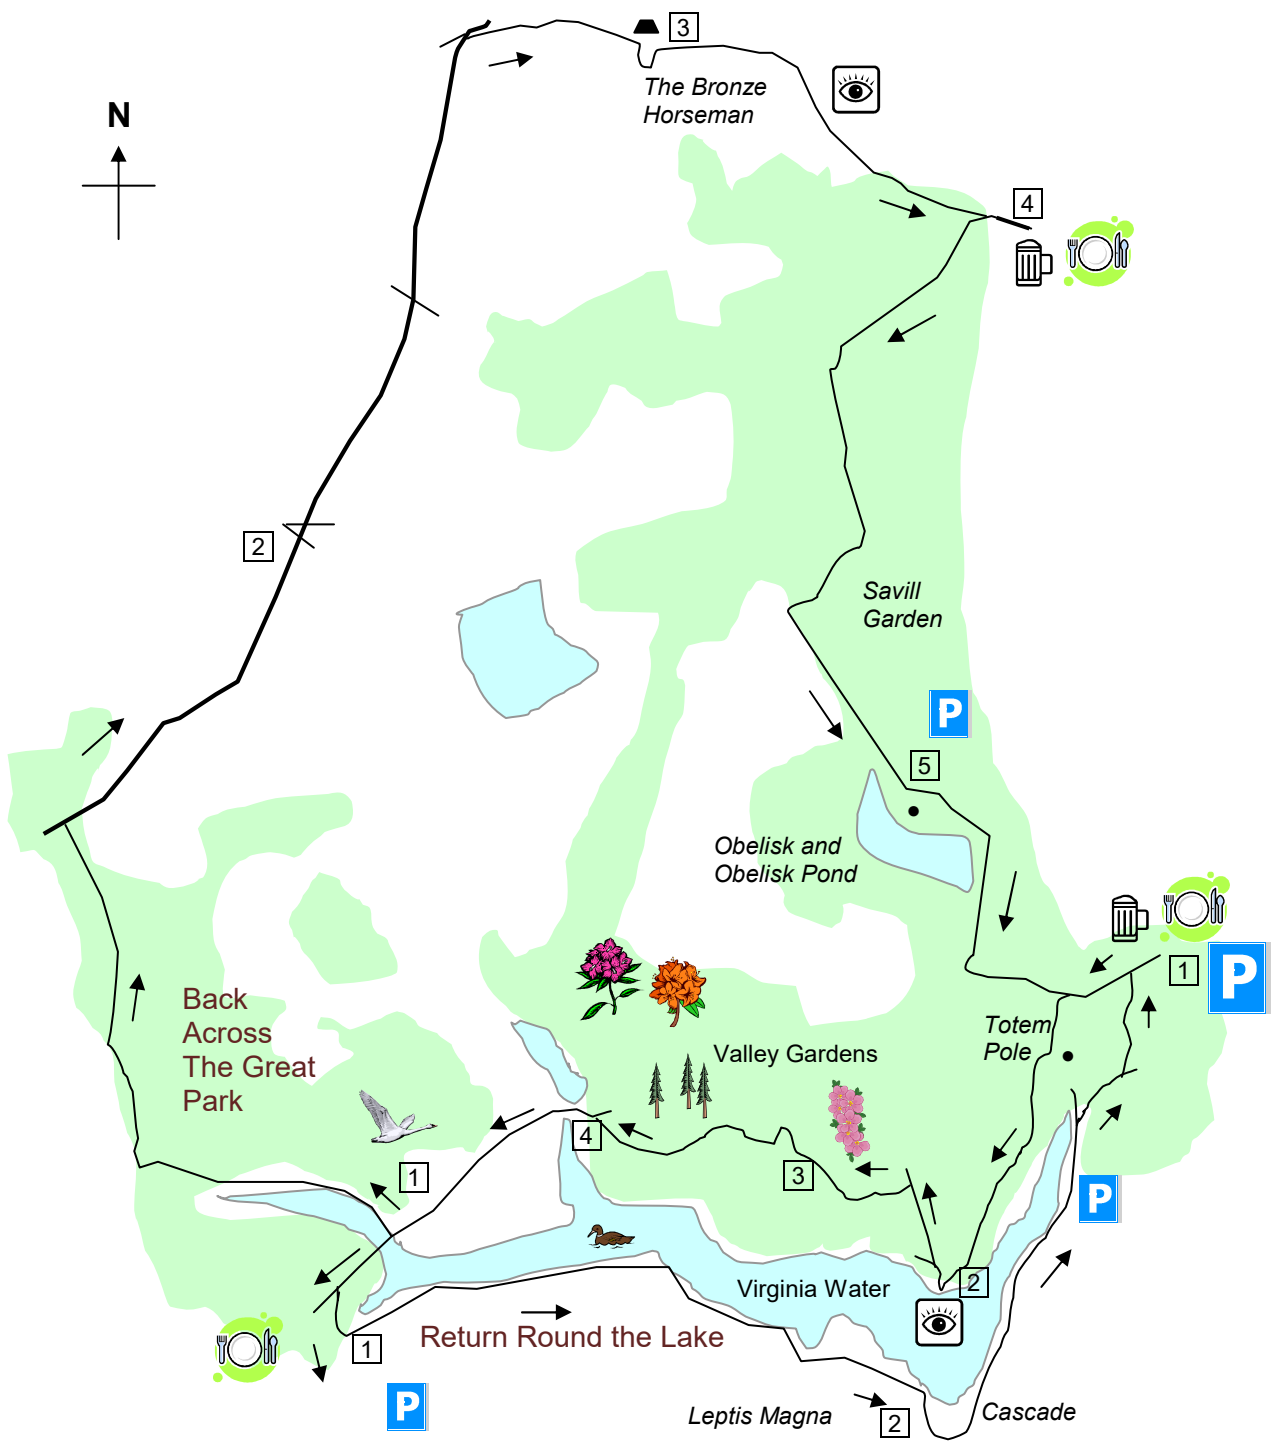 3
The Bronze
Horseman
N
4
2
Savill
Garden
P
5
Obelisk and
Obelisk Pond
1
P
Back
Across
The Great
Park
Totem
Pole
Valley Gardens
4
1
3
P
2
Virginia Water
Return Round the Lake
1
P
Leptis Magna
2
Cascade